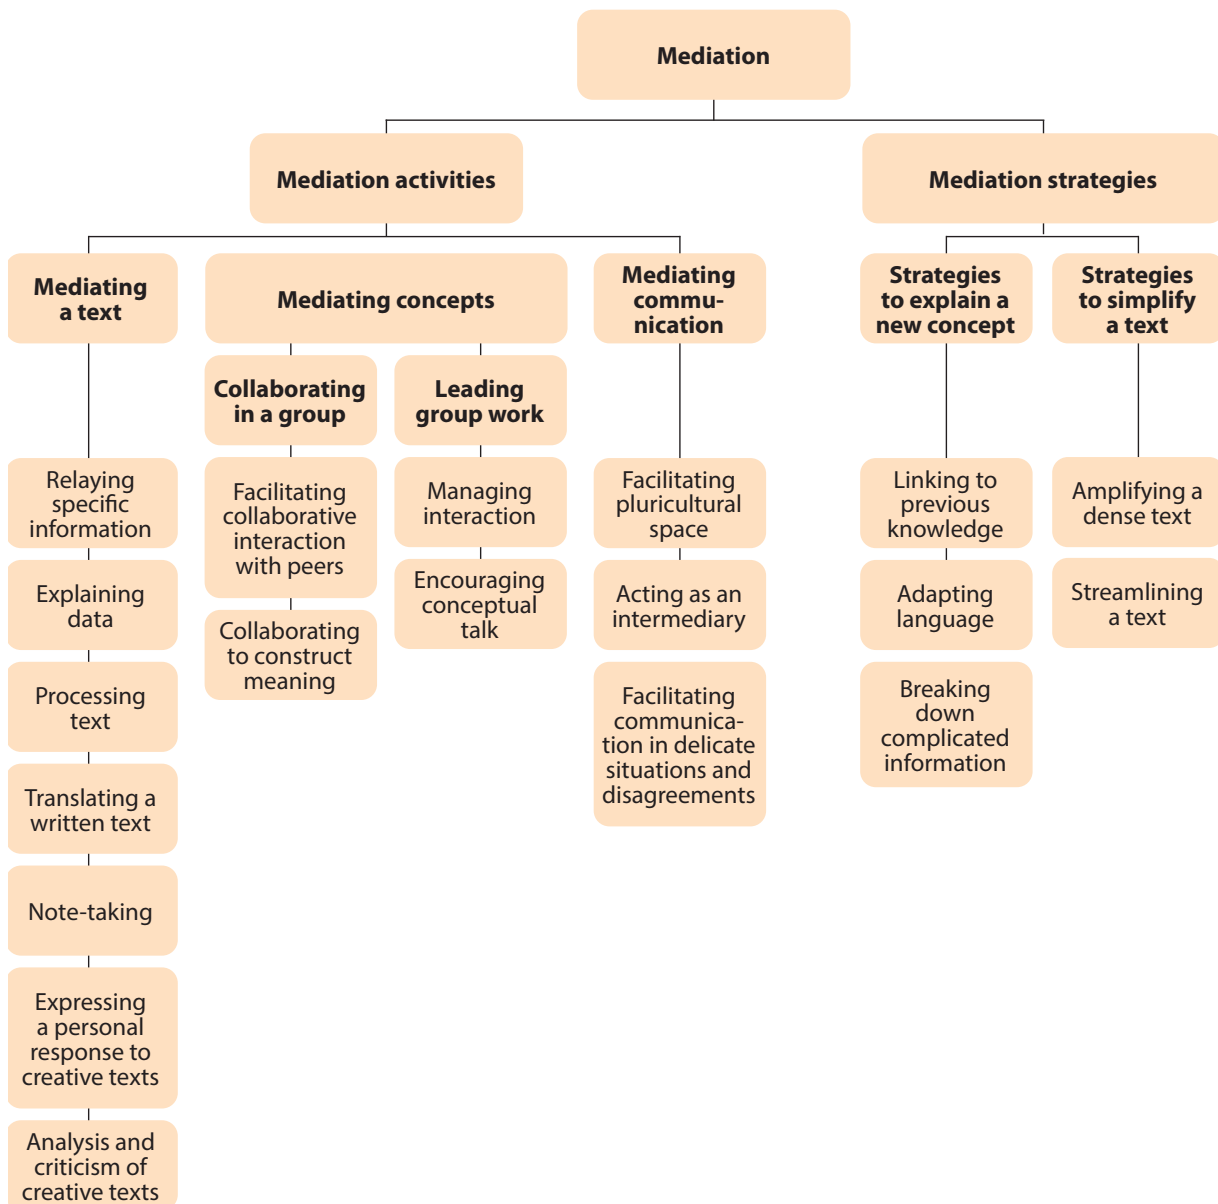 Mediation
Mediation activities
Mediation strategies
Mediating
a text
Mediating concepts
Mediating
commu-
nication
Strategies
to explain a
new concept
Strategies
to simplify
a text
Collaborating
in a group
Leading
group work
Relaying
specific
information
Explaining
data
Processing
text
Translating a
written text
Note-taking
Expressing
a personal
response to
creative texts
Analysis and
criticism of
creative texts
Facilitating
collaborative
interaction
with peers
Collaborating
to construct
meaning
Managing
interaction
Encouraging
conceptual
talk
Facilitating
pluricultural
space
Acting as an
intermediary
Facilitating
communica-
tion in delicate
situations and
disagreements
Linking to
previous
knowledge
Adapting
language
Breaking
down
complicated
information
Amplifying a
dense text
Streamlining
a text